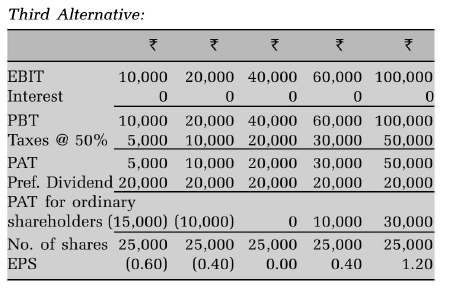 Third Alternative:
₹ ₹ ₹ ₹ ₹
EBIT 10,000 20,000 40,000 60,000 100,000
Interest 0 0 0 0 0
PBT 10,000 20,000 40,000 60,000 100,000
Taxes @ 50% 5,000 10,000 20,000 30,000 50,000
PAT 5,000 10,000 20,000 30,000 50,000
Pref. Dividend 20,000 20,000 20,000 20,000 20,000
PAT for ordinary
shareholders (15,000) (10,000) 0 10,000 30,000
No. of shares 25,000 25,000 25,000 25,000 25,000
EPS (0.60) (0.40) 0.00 0.40 1.20